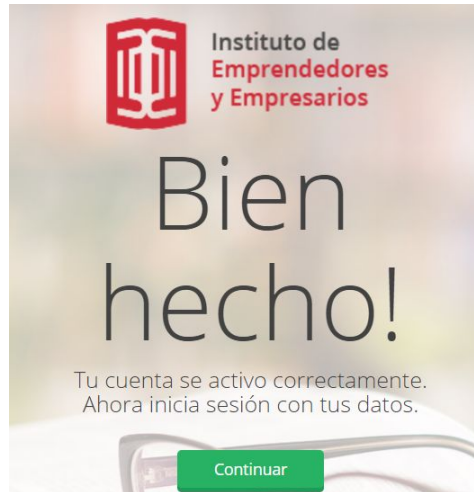 Instituto de
Emprendedores
y Empresarios
Bien
hecho!
Tu cuenta se activo correctamente.
Ahora inicia sesión con tus datos.
Continuar